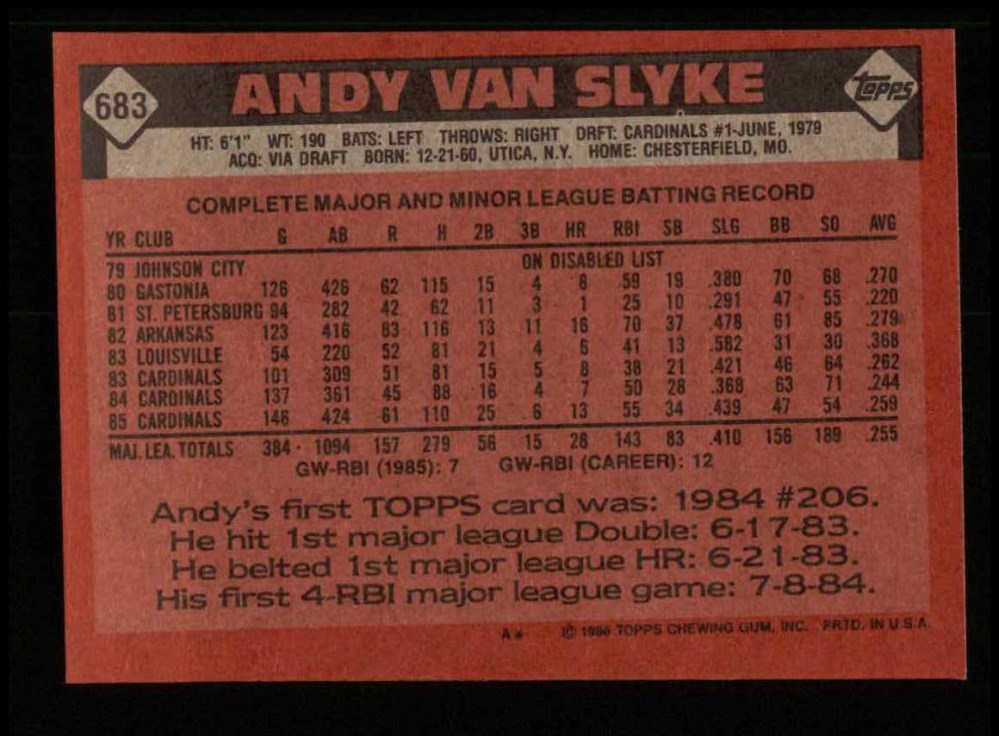 683 ANDY VAN SLYKE TOPPS
HT: 6'1" WT: 190 BATS: LEFT THROWS: RIGHT DRFT: CARDINALS #1-JUNE, 1979
ACQ: VIA DRAFT BORN: 12-21-60, UTICA, N.Y. HOME: CHESTERFIELD, MO.
COMPLETE MAJOR AND MINOR LEAGUE BATTING RECORD
YR CLUB G AB R H 2B 3B HR RBI SB SLG BB SO AVG
79 JOHNSON CITY ON DISABLED LIST
80 GASTONIA 126 426 62 115 15 4 8 59 19 .380 70 68 .270
81 ST. PETERSBURG 94 282 42 62 11 3 1 25 10 .291 47 55 .220
82 ARKANSAS 123 416 83 116 13 11 16 70 37 .478 61 85 .279
83 LOUISVILLE 54 220 52 81 21 4 6 41 13 .582 31 30 .368
83 CARDINALS 101 309 51 81 15 5 8 38 21 .421 46 64 .262
84 CARDINALS 137 361 45 88 16 4 7 50 28 .368 63 71 .244
85 CARDINALS 146 424 61 110 25 6 13 55 34 .439 47 54 .259
MAJ. LEA. TOTALS 384 1094 157 279 56 15 28 143 83 .410 156 189 .255
GW-RBI (1985): 7 GW-RBI (CAREER): 12
Andy's first TOPPS card was: 1984 #206.
He hit 1st major league Double: 6-17-83.
He belted 1st major league HR: 6-21-83.
His first 4-RBI major league game: 7-8-84.
A* © 1986 TOPPS CHEWING GUM, INC. PRTD. IN U.S.A.